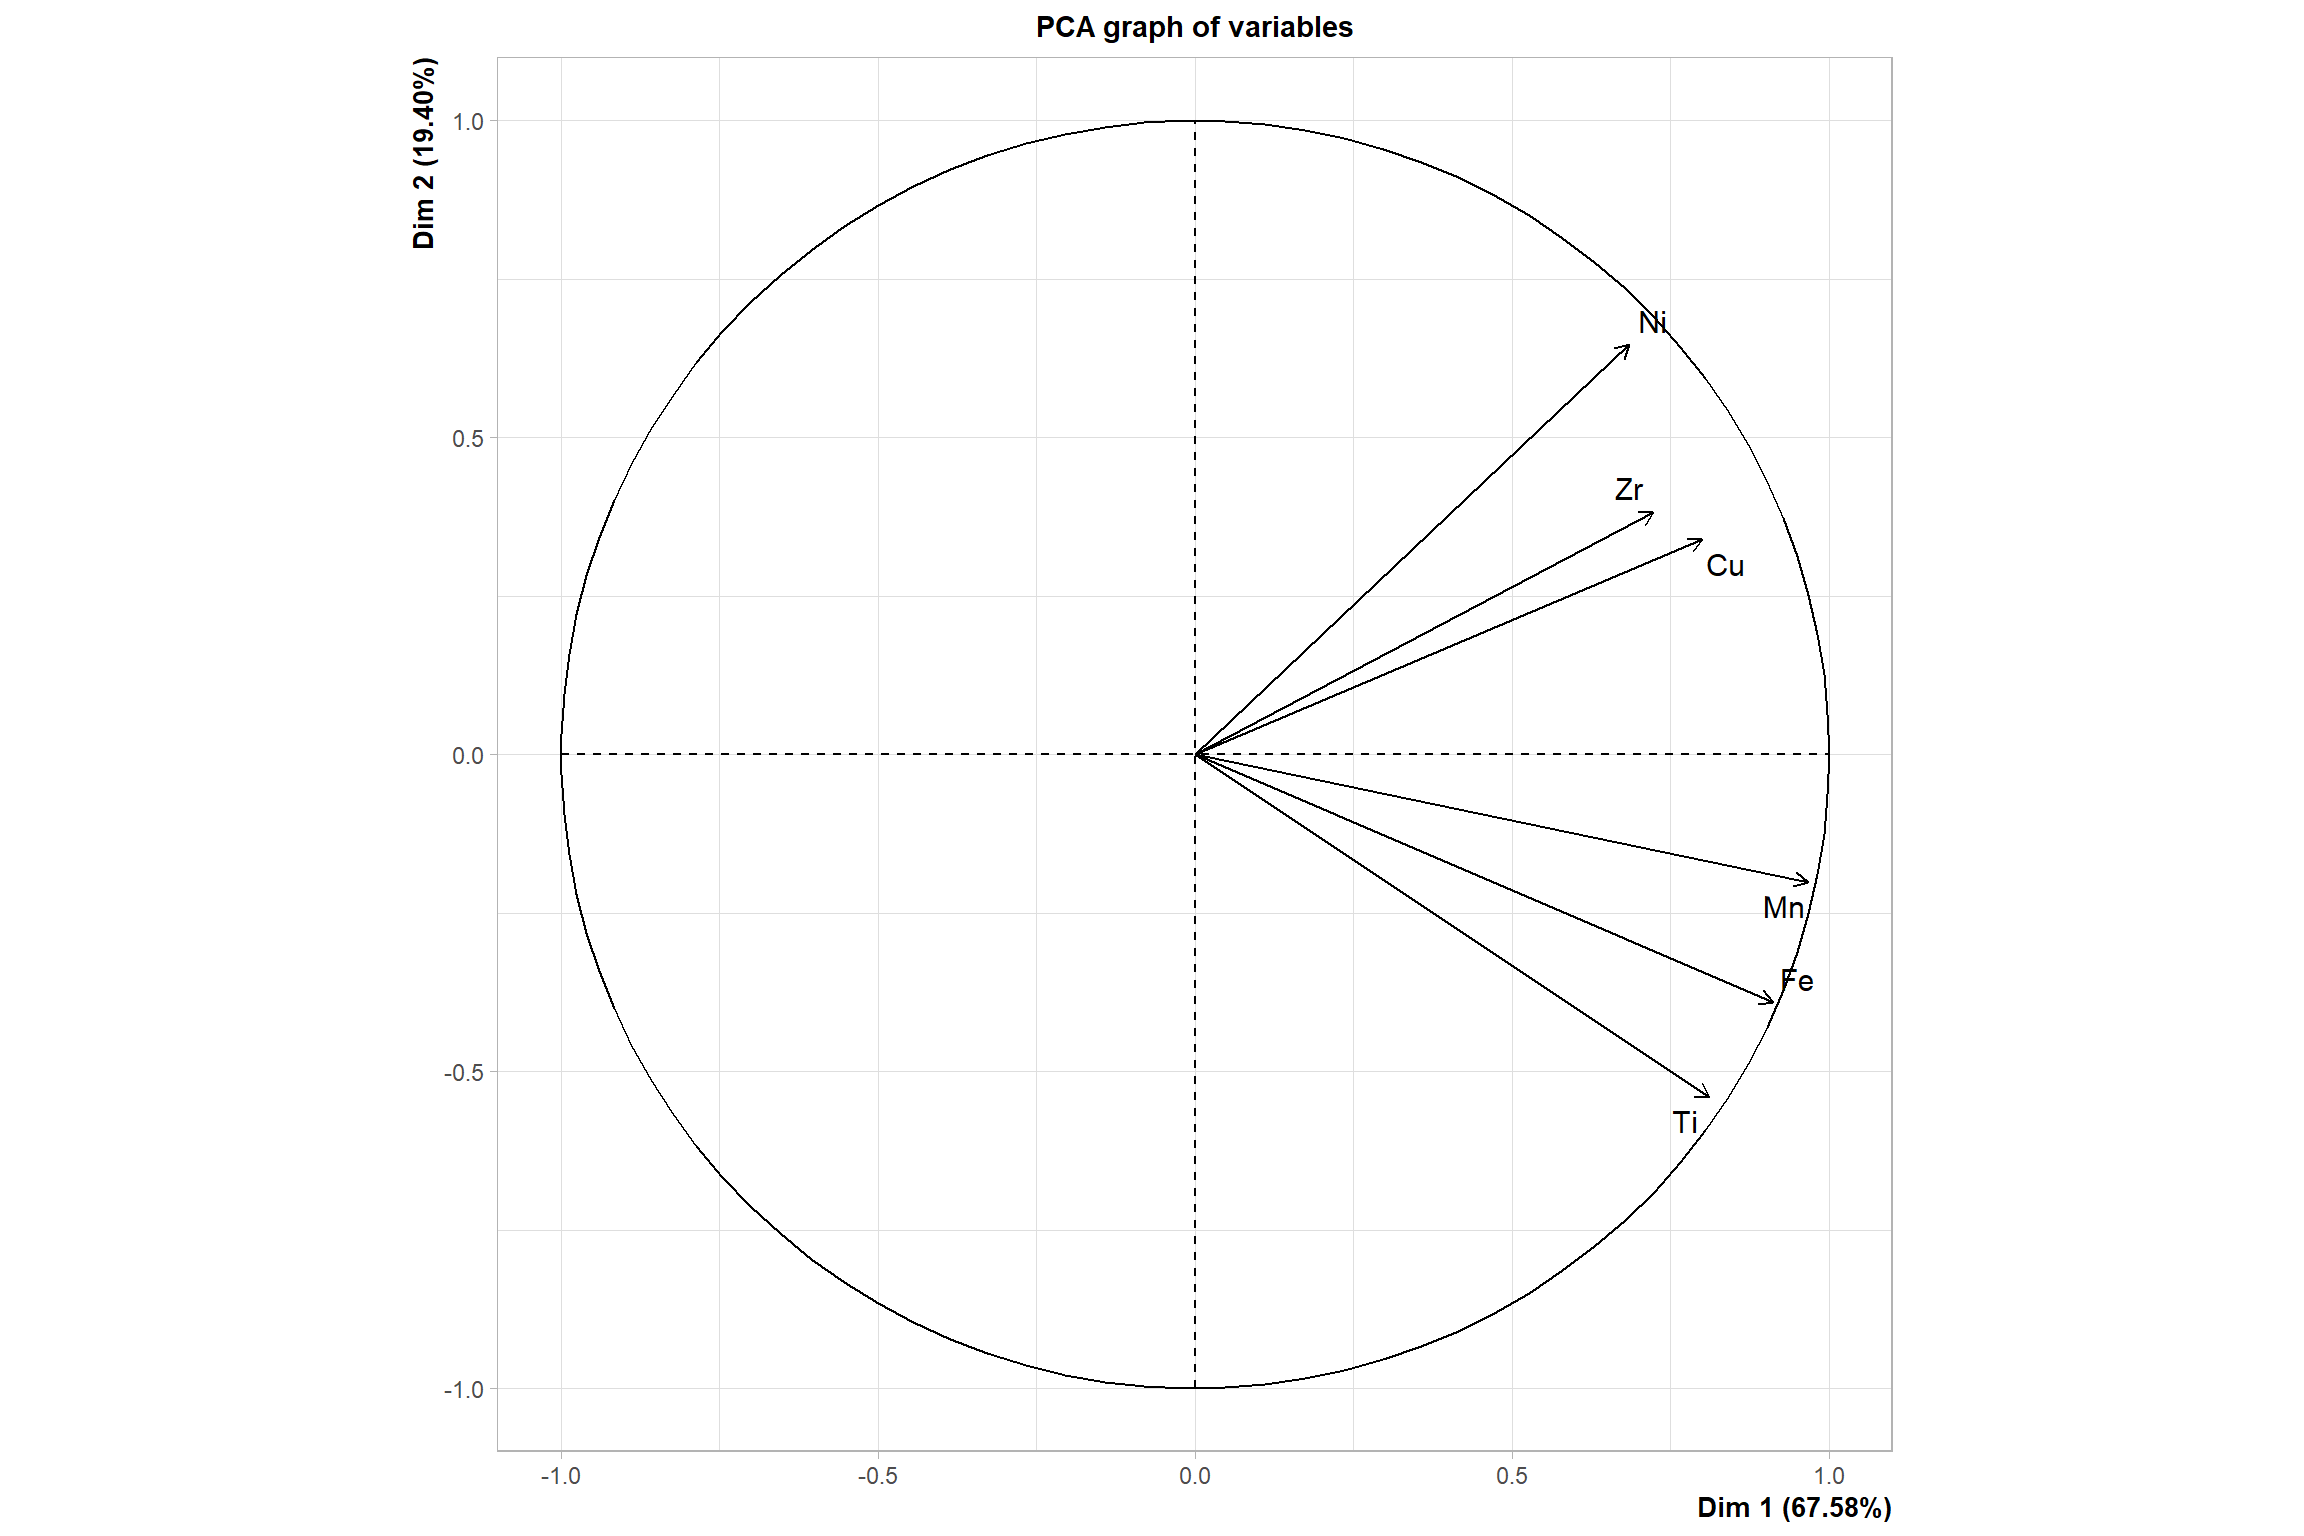 PCA graph of variables
Dim 2 (19.40%)
1.0
0.5
0.0
-0.5
-1.0
Ni
Zr
Cu
Mn
Fe
Ti
-1.0
-0.5
0.0
0.5
1.0
Dim 1 (67.58%)